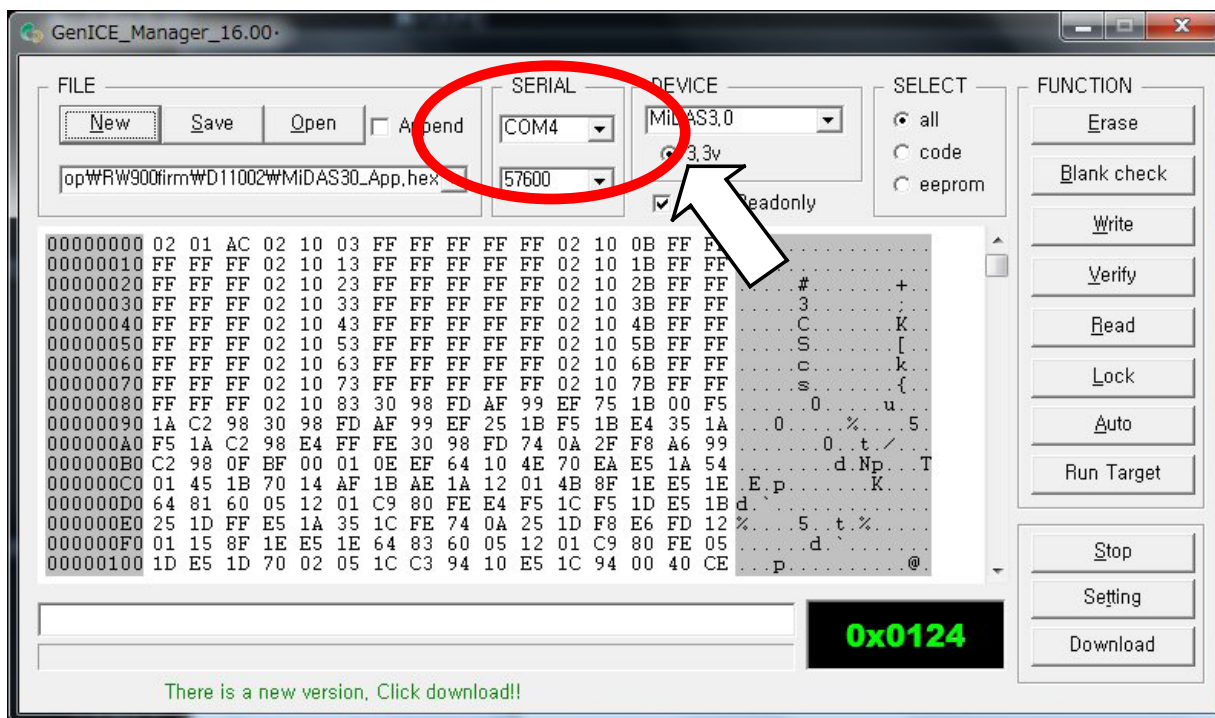 GenICE_Manager_16.00
FILE
New Save Open Append
op₩RW900firm₩D11002₩MiDAS30_App.hex
SERIAL
COM4
57600
DEVICE
MiDAS3.0
3.3v
Readonly
SELECT
all
code
eeprom
FUNCTION
Erase
Blank check
Write
Verify
Read
Lock
Auto
Run Target
Stop
Setting
Download
00000000 02 01 AC 02 10 03 FF FF FF FF FF 02 10 0B FF
00000010 FF FF FF 02 10 13 FF FF FF FF FF 02 10 1B FF FF
00000020 FF FF FF 02 10 23 FF FF FF FF FF 02 10 2B FF FF .....#.......+..
00000030 FF FF FF 02 10 33 FF FF FF FF FF 02 10 3B FF FF .....3.......;..
00000040 FF FF FF 02 10 43 FF FF FF FF FF 02 10 4B FF FF .....C.......K..
00000050 FF FF FF 02 10 53 FF FF FF FF FF 02 10 5B FF FF .....S.......[..
00000060 FF FF FF 02 10 63 FF FF FF FF FF 02 10 6B FF FF .....c.......k..
00000070 FF FF FF 02 10 73 FF FF FF FF FF 02 10 7B FF FF .....s.......{..
00000080 FF FF FF 02 10 83 30 98 FD AF 99 EF 75 1B 00 F5 ......0.....u...
00000090 1A C2 98 30 98 FD AF 99 EF 25 1B F5 1B E4 35 1A ...0.....%....5.
000000A0 F5 1A C2 98 E4 FF FE 30 98 FD 74 0A 2F F8 A6 99 .......0..t./...
000000B0 C2 98 0F BF 00 01 0E EF 64 10 4E 70 EA E5 1A 54 ........d.Np...T
000000C0 01 45 1B 70 14 AF 1B AE 1A 12 01 4B 8F 1E E5 1E .E.p.......K....
000000D0 64 81 60 05 12 01 C9 80 FE E4 F5 1C F5 1D E5 1B d.`.............
000000E0 25 1D FF E5 1A 35 1C FE 74 0A 25 1D F8 E6 FD 12 %....5..t.%.....
000000F0 01 15 8F 1E E5 1E 64 83 60 05 12 01 C9 80 FE 05 ......d.`.......
00000100 1D E5 1D 70 02 05 1C C3 94 10 E5 1C 94 00 40 CE ...p..........@.
0x0124
There is a new version, Click download!!